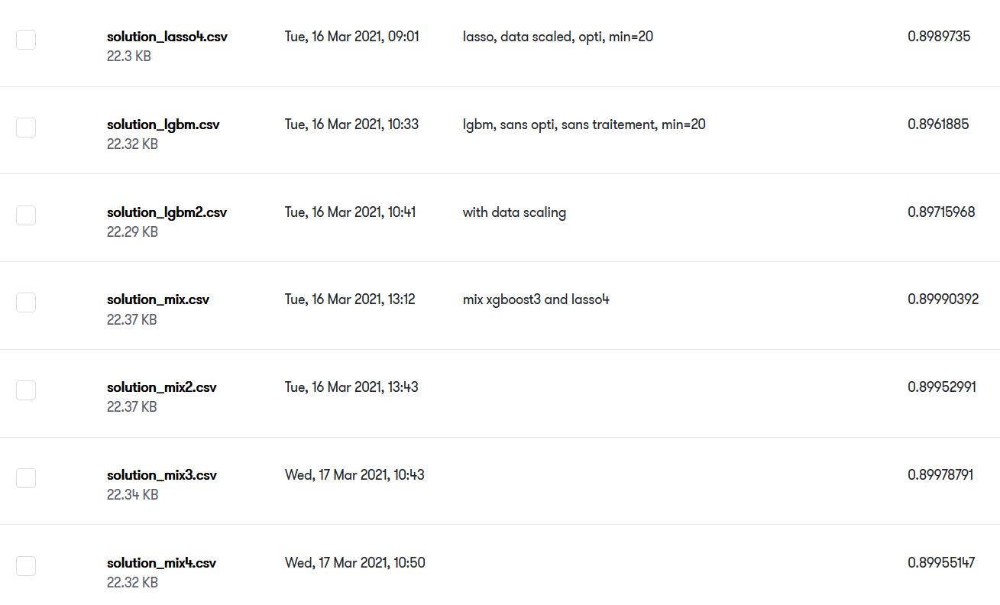 solution_lasso4.csv Tue, 16 Mar 2021, 09:01 lasso, data scaled, opti, min=20 0.8989735
22.3 KB
solution_lgbm.csv Tue, 16 Mar 2021, 10:33 lgbm, sans opti, sans traitement, min=20 0.8961885
22.32 KB
solution_lgbm2.csv Tue, 16 Mar 2021, 10:41 with data scaling 0.89715968
22.29 KB
solution_mix.csv Tue, 16 Mar 2021, 13:12 mix xgboost3 and lasso4 0.89990392
22.37 KB
solution_mix2.csv Tue, 16 Mar 2021, 13:43 0.89952991
22.37 KB
solution_mix3.csv Wed, 17 Mar 2021, 10:43 0.89978791
22.34 KB
solution_mix4.csv Wed, 17 Mar 2021, 10:50 0.89955147
22.32 KB